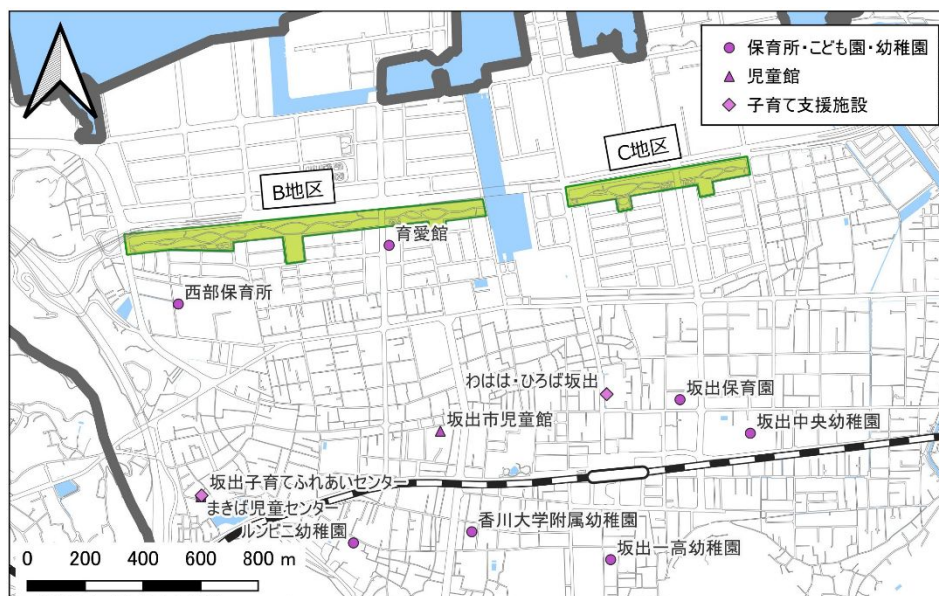 保育所・こども園・幼稚園
児童館
子育て支援施設
C地区
B地区
育愛館
西部保育所
わはは・ひろば坂出
坂出保育園
坂出市児童館
坂出中央幼稚園
坂出子育てふれあいセンター
まきば児童センター
ルンビニ幼稚園
香川大学附属幼稚園
坂出一高幼稚園
0 200 400 600 800 m